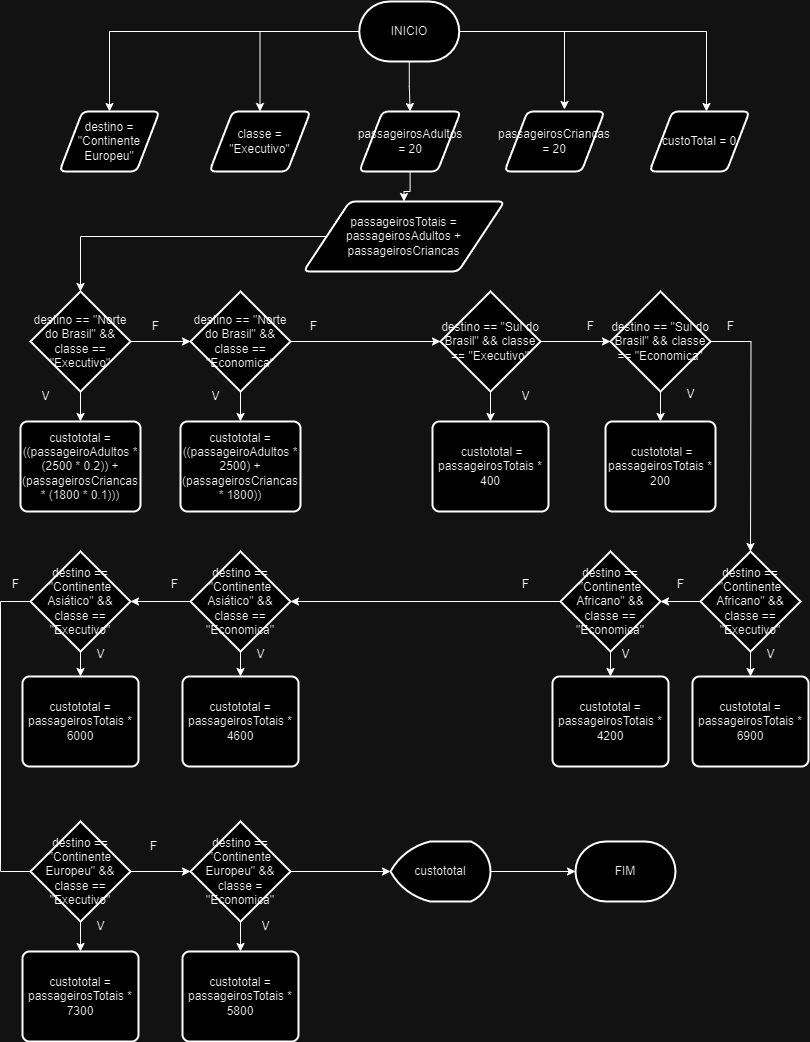 INICIO
destino =
"Continente
Europeu"
classe =
"Executivo"
passageirosAdultos
= 20
passageirosCriancas
= 20
custoTotal = 0
passageirosTotais =
passageirosAdultos +
passageirosCriancas
destino == "Norte
do Brasil" &&
classe ==
"Executivo"
F
V
destino == "Norte
do Brasil" &&
classe ==
"Economica"
F
V
destino == "Sul do
Brasil" && classe
== "Executivo"
F
V
destino == "Sul do
Brasil" && classe
== "Economica"
F
V
custototal =
((passageiroAdultos *
(2500 * 0.2)) +
(passageirosCriancas
* (1800 * 0.1)))
custototal =
((passageiroAdultos *
2500) +
(passageirosCriancas
* 1800))
custototal =
passageirosTotais *
400
custototal =
passageirosTotais *
200
F
destino ==
"Continente
Asiático" &&
classe ==
"Executivo"
V
F
destino ==
"Continente
Asiático" &&
classe ==
"Economica"
V
F
destino ==
"Continente
Africano" &&
classe ==
"Economica"
V
F
destino ==
"Continente
Africano" &&
classe ==
"Executivo"
V
custototal =
passageirosTotais *
6000
custototal =
passageirosTotais *
4600
custototal =
passageirosTotais *
4200
custototal =
passageirosTotais *
6900
destino ==
"Continente
Europeu" &&
classe ==
"Executivo"
F
V
destino ==
"Continente
Europeu" &&
classe =
"Economica"
V
custototal
FIM
custototal =
passageirosTotais *
7300
custototal =
passageirosTotais *
5800